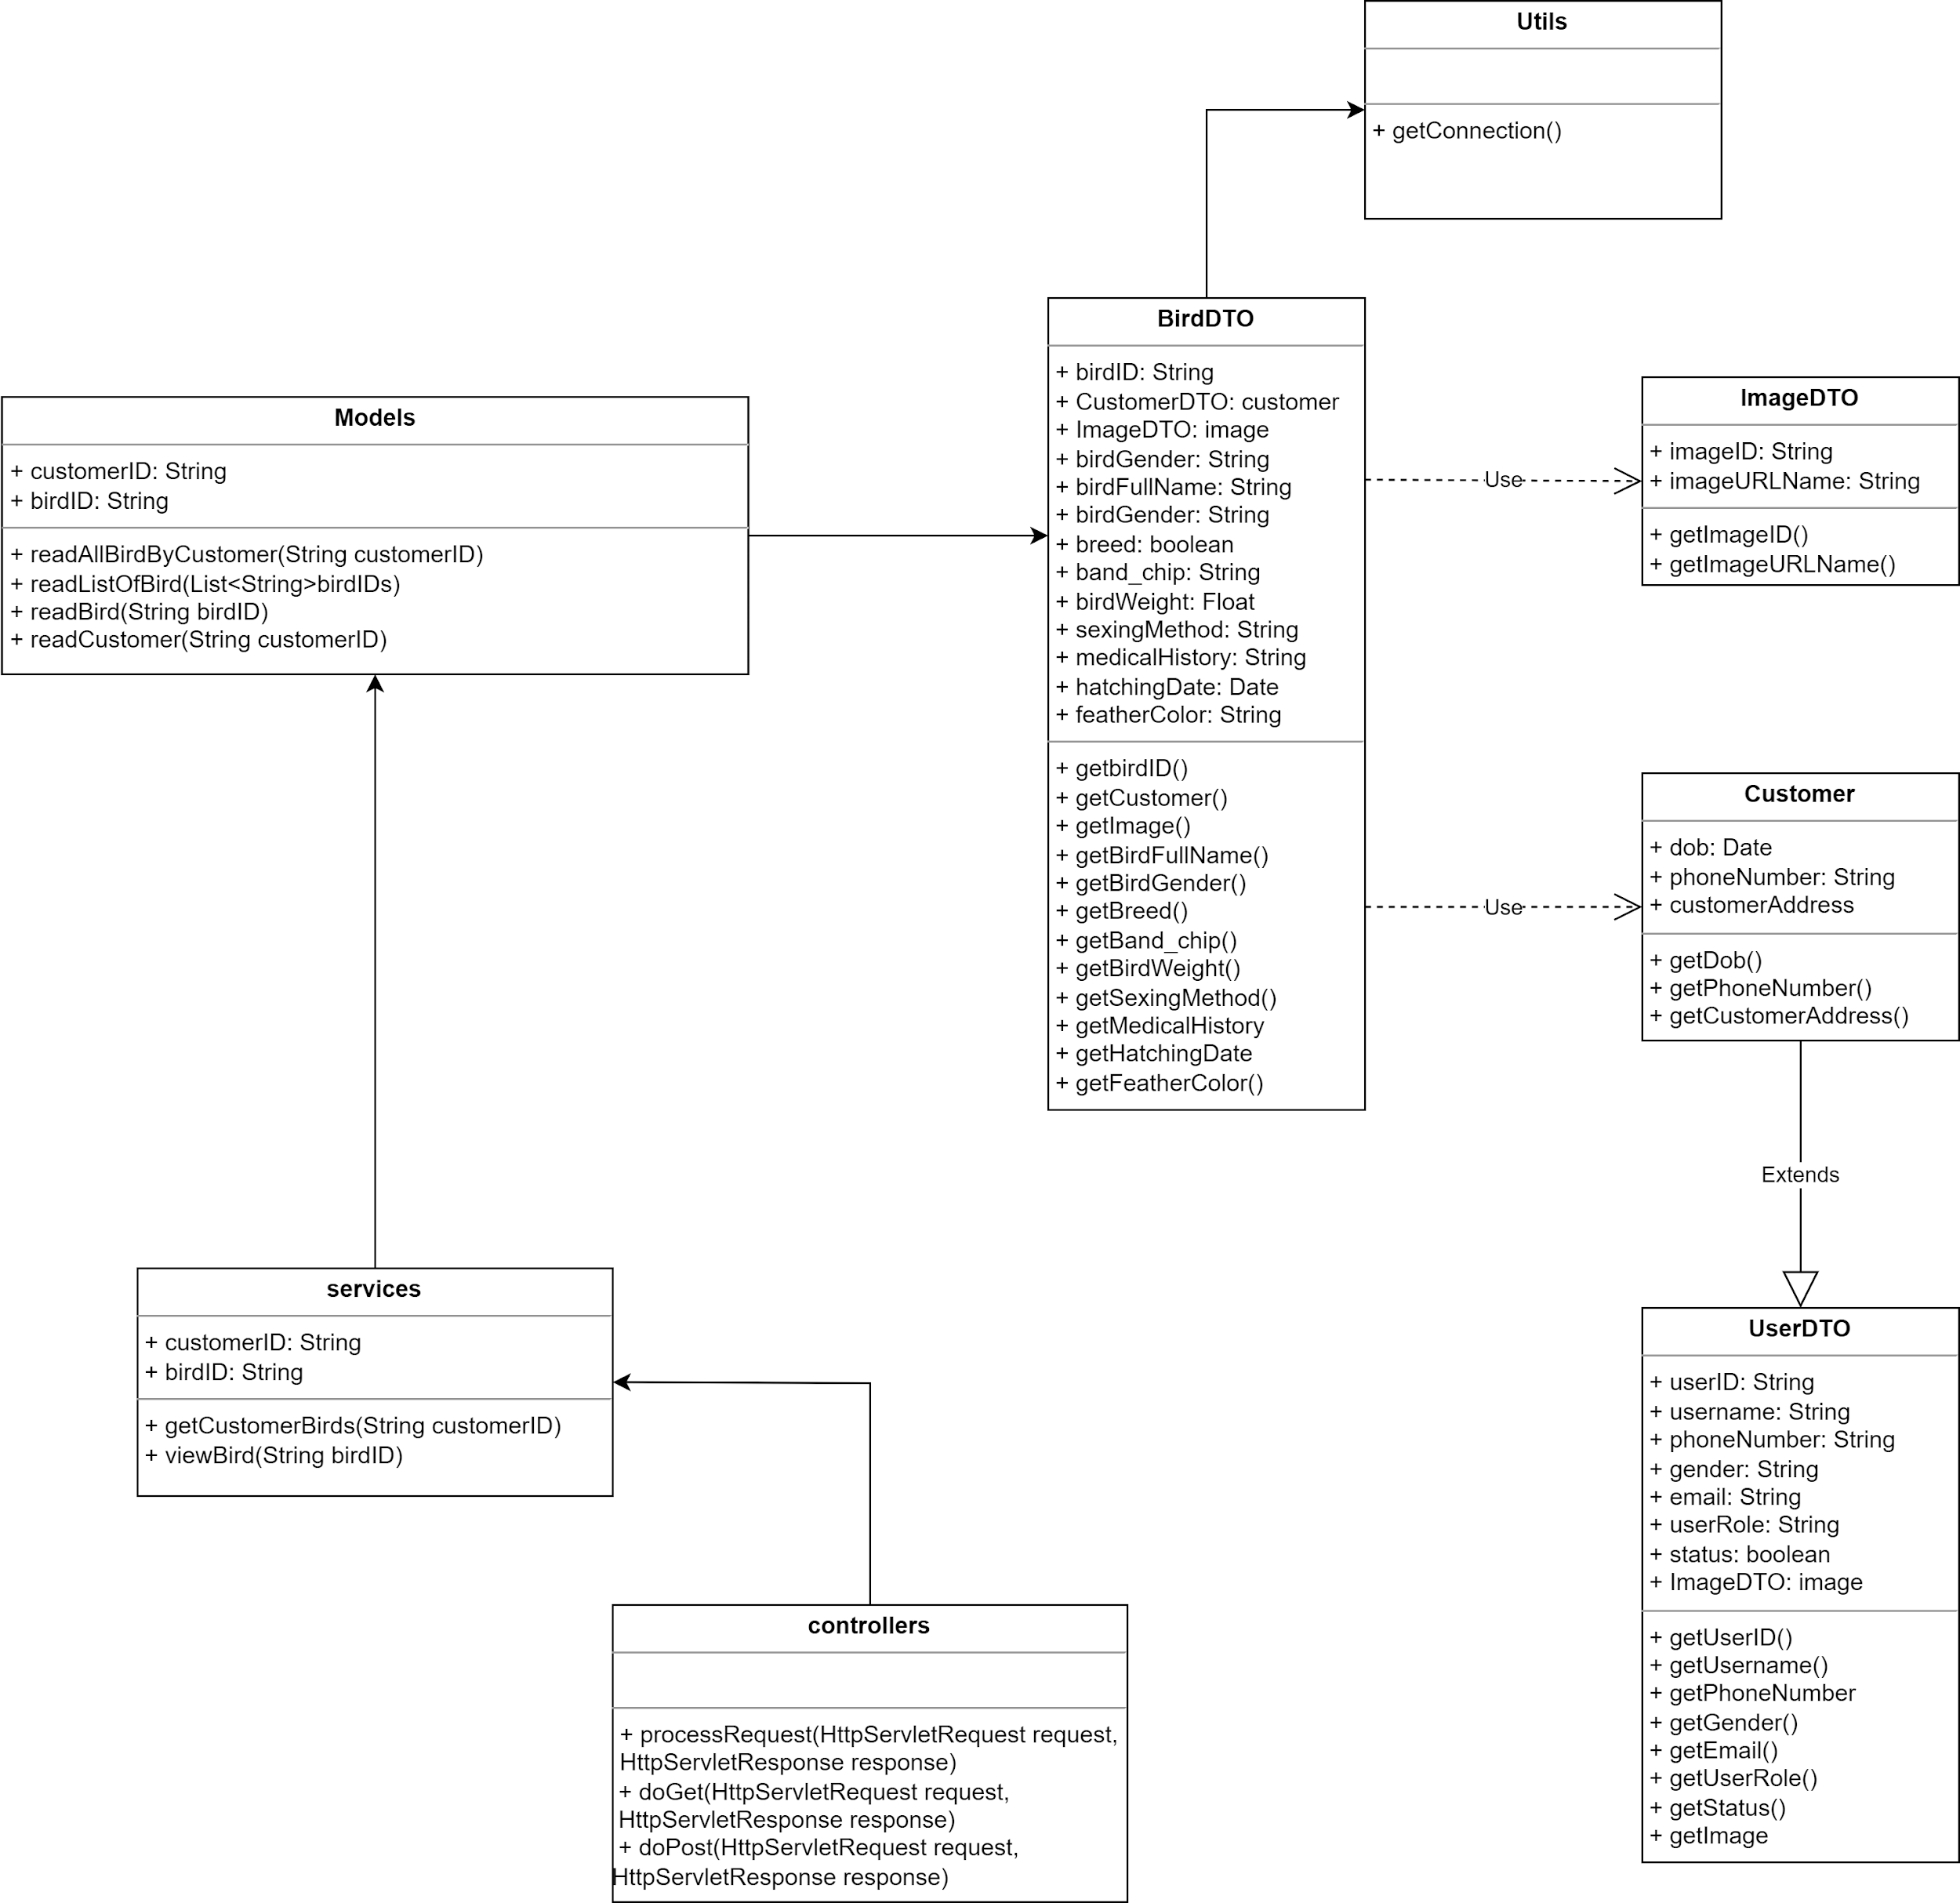 Utils
+ getConnection()
BirdDTO
+ birdID: String
+ CustomerDTO: customer
+ ImageDTO: image
+ birdGender: String
+ birdFullName: String
+ birdGender: String
+ breed: boolean
+ band_chip: String
+ birdWeight: Float
+ sexingMethod: String
+ medicalHistory: String
+ hatchingDate: Date
+ featherColor: String
+ getbirdID()
+ getCustomer()
+ getImage()
+ getBirdFullName()
+ getBirdGender()
+ getBreed()
+ getBand_chip()
+ getBirdWeight()
+ getSexingMethod()
+ getMedicalHistory
+ getHatchingDate
+ getFeatherColor()
Models
+ customerID: String
+ birdID: String
+ readAllBirdByCustomer(String customerID)
+ readListOfBird(List<String>birdIDs)
+ readBird(String birdID)
+ readCustomer(String customerID)
Use
ImageDTO
+ imageID: String
+ imageURLName: String
+ getImageID()
+ getImageURLName()
Use
Customer
+ dob: Date
+ phoneNumber: String
+ customerAddress
+ getDob()
+ getPhoneNumber()
+ getCustomerAddress()
Extends
services
+ customerID: String
+ birdID: String
+ getCustomerBirds(String customerID)
+ viewBird(String birdID)
UserDTO
+ userID: String
+ username: String
+ phoneNumber: String
+ gender: String
+ email: String
+ userRole: String
+ status: boolean
+ ImageDTO: image
+ getUserID()
+ getUsername()
+ getPhoneNumber
+ getGender()
+ getEmail()
+ getUserRole()
+ getStatus()
+ getImage
controllers
+ processRequest(HttpServletRequest request,
HttpServletResponse response)
+ doGet(HttpServletRequest request,
HttpServletResponse response)
+ doPost(HttpServletRequest request,
HttpServletResponse response)